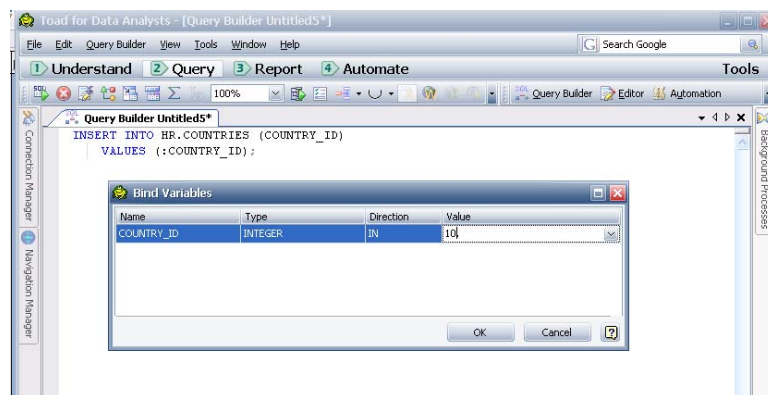 Toad for Data Analysts - [Query Builder Untitled5*]
File Edit Query Builder View Tools Window Help
Search Google
1 Understand 2 Query 3 Report 4 Automate Tools
SQL 100% Query Builder Editor Automation
Query Builder Untitled5*
INSERT INTO HR.COUNTRIES (COUNTRY_ID)
VALUES (:COUNTRY_ID);
Connection Manager
Navigation Manager
Background Processes
Bind Variables
Name Type Direction Value
COUNTRY_ID INTEGER IN 10
OK Cancel